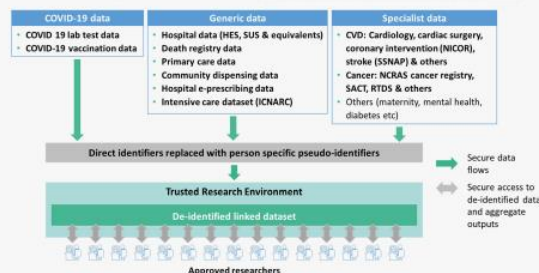 COVID-19 data
• COVID 19 lab test data
• COVID-19 vaccination data
Generic data
• Hospital data (HES, SUS & equivalents)
• Death registry data
• Primary care data
• Community dispensing data
• Hospital e-prescribing data
• Intensive care dataset (ICNARC)
Specialist data
• CVD: Cardiology, cardiac surgery,
coronary intervention (NICOR),
stroke (SSNAP) & others
• Cancer: NCRAS cancer registry,
SACT, RTDS & others
• Others (maternity, mental health,
diabetes etc)
Direct identifiers replaced with person specific pseudo-identifiers
Trusted Research Environment
De-identified linked dataset
Approved researchers
Secure data
flows
Secure access to
de-identified data
and aggregate
outputs